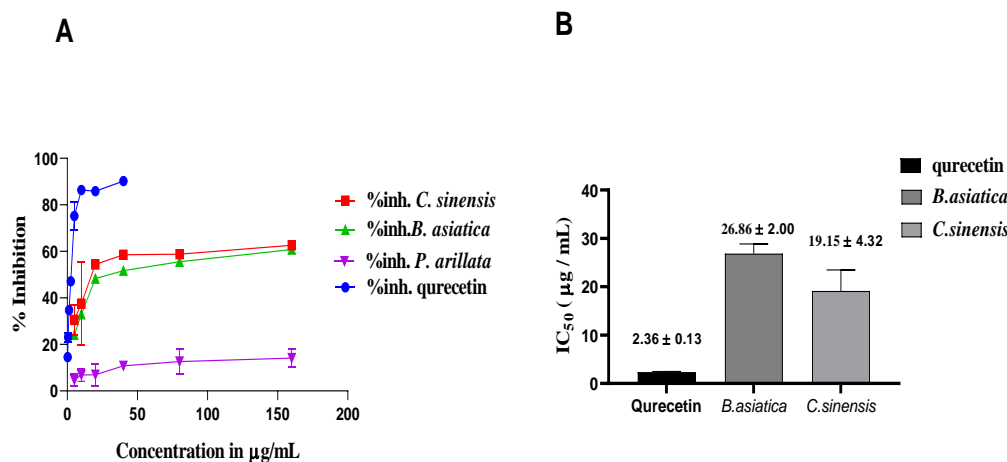 A
% Inhibition
100
80
60
40
20
0
0
50
100
150
200
Concentration in μg/mL
%inh. C. sinensis
%inh.B. asiatica
%inh. P. arillata
%inh. qurecetin
B
IC50 ( μg / mL)
40
30
20
10
0
2.36 ± 0.13
26.86 ± 2.00
19.15 ± 4.32
Qurecetin
B.asiatica
C.sinensis
qurecetin
B.asiatica
C.sinensis